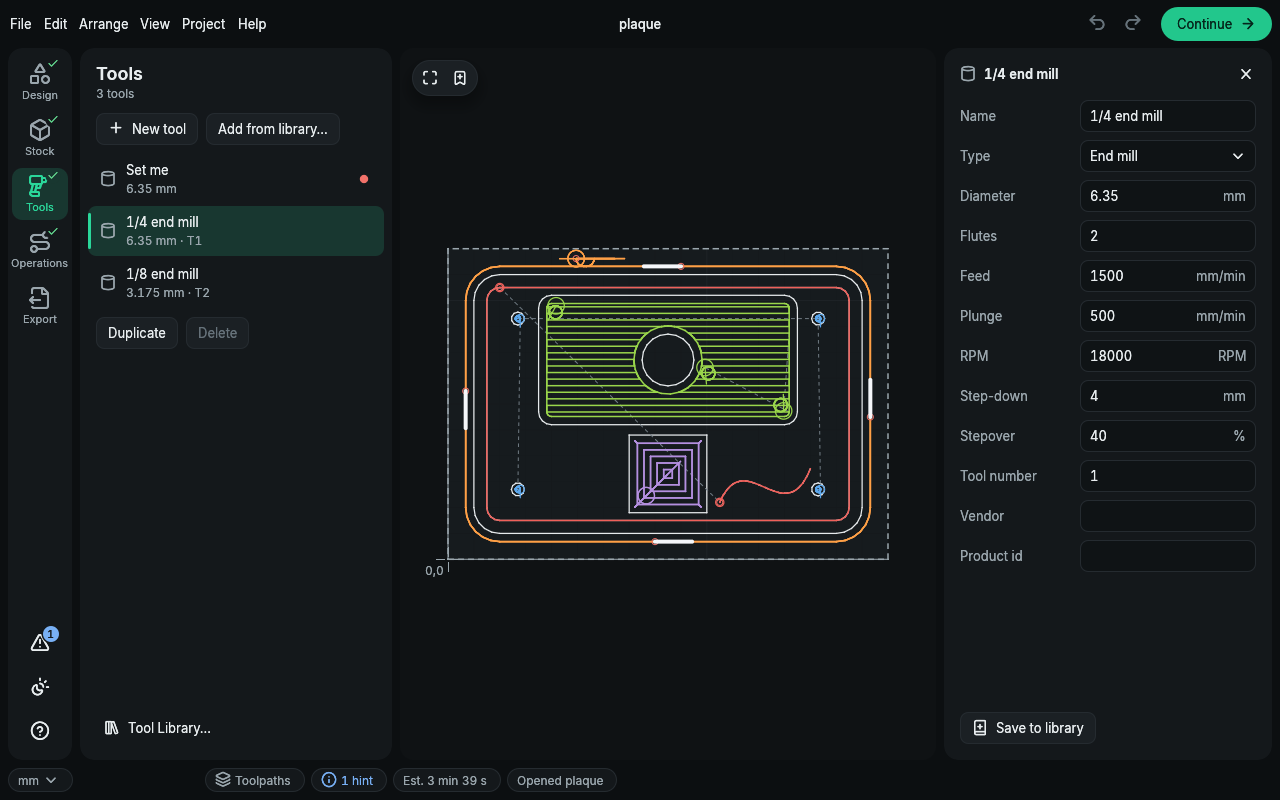 File Edit Arrange View Project Help
plaque
Continue
Design
Stock
Tools
Operations
Export
1
Tools
3 tools
New tool
Add from library...
Set me
6.35 mm
1/4 end mill
6.35 mm · T1
1/8 end mill
3.175 mm · T2
Duplicate
Delete
Tool Library...
0,0
1/4 end mill
Name 1/4 end mill
Type End mill
Diameter 6.35 mm
Flutes 2
Feed 1500 mm/min
Plunge 500 mm/min
RPM 18000 RPM
Step-down 4 mm
Stepover 40 %
Tool number 1
Vendor
Product id
Save to library
mm
Toolpaths
1 hint
Est. 3 min 39 s
Opened plaque